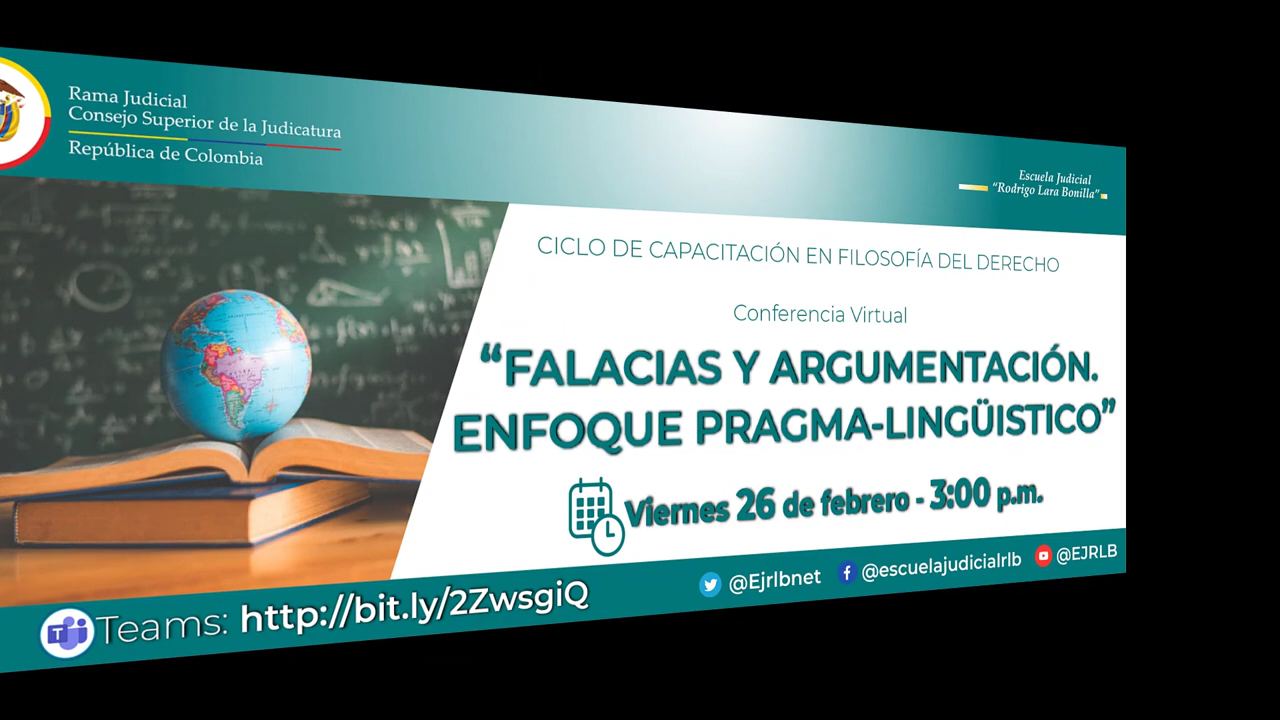 Rama Judicial
Consejo Superior de la Judicatura
República de Colombia
Escuela Judicial
“Rodrigo Lara Bonilla”
CICLO DE CAPACITACIÓN EN FILOSOFÍA DEL DERECHO
Conferencia Virtual
“FALACIAS Y ARGUMENTACIÓN.
ENFOQUE PRAGMA-LINGÜISTICO”
Viernes 26 de febrero - 3:00 p.m.
Teams: http://bit.ly/2ZwsgiQ
@Ejrlbnet
@escuelajudicialrlb
@EJRLB